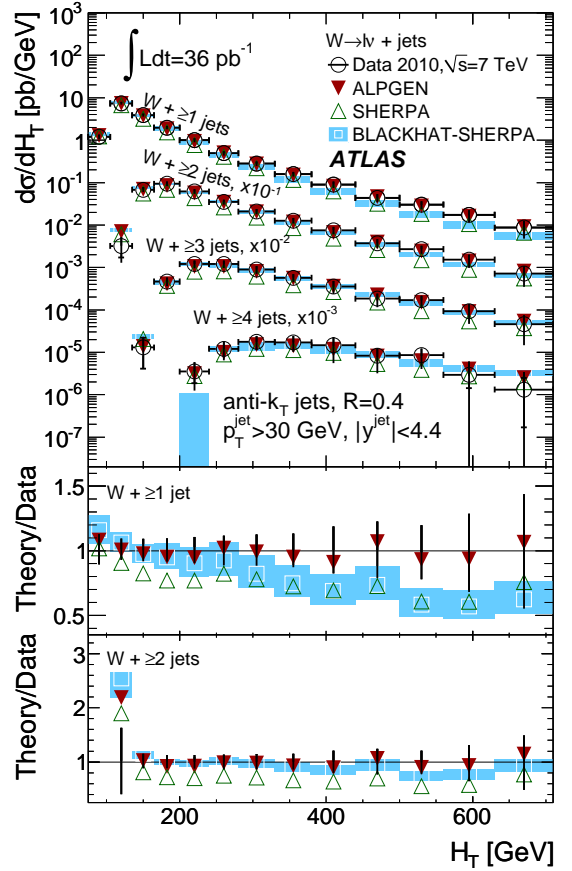 dσ/dH_T [pb/GeV]
10^3
10^2
10
1
10^-1
10^-2
10^-3
10^-4
10^-5
10^-6
10^-7
∫Ldt=36 pb^-1
W→lν + jets
Data 2010,√s=7 TeV
ALPGEN
SHERPA
BLACKHAT-SHERPA
ATLAS
W + ≥1 jets
W + ≥2 jets, x10^-1
W + ≥3 jets, x10^-2
W + ≥4 jets, x10^-3
anti-k_T jets, R=0.4
p_T^jet>30 GeV, |y^jet|<4.4
Theory/Data
1.5
1
0.5
W + ≥1 jet
Theory/Data
3
2
1
W + ≥2 jets
200 400 600
H_T [GeV]